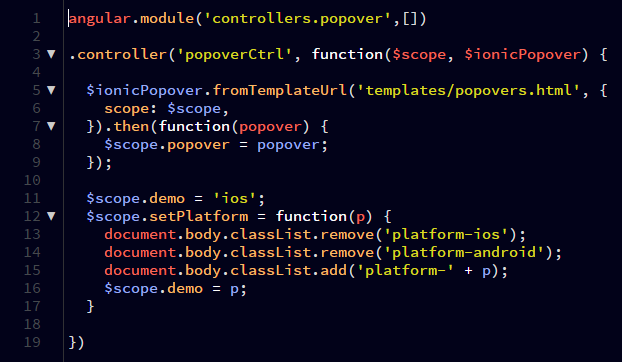 1 angular.module('controllers.popover',[])
2
3 ▼ .controller('popoverCtrl', function($scope, $ionicPopover) {
4
5 ▼   $ionicPopover.fromTemplateUrl('templates/popovers.html', {
6     scope: $scope,
7 ▼   }).then(function(popover) {
8     $scope.popover = popover;
9   });
10
11   $scope.demo = 'ios';
12 ▼   $scope.setPlatform = function(p) {
13     document.body.classList.remove('platform-ios');
14     document.body.classList.remove('platform-android');
15     document.body.classList.add('platform-' + p);
16     $scope.demo = p;
17   }
18
19 })